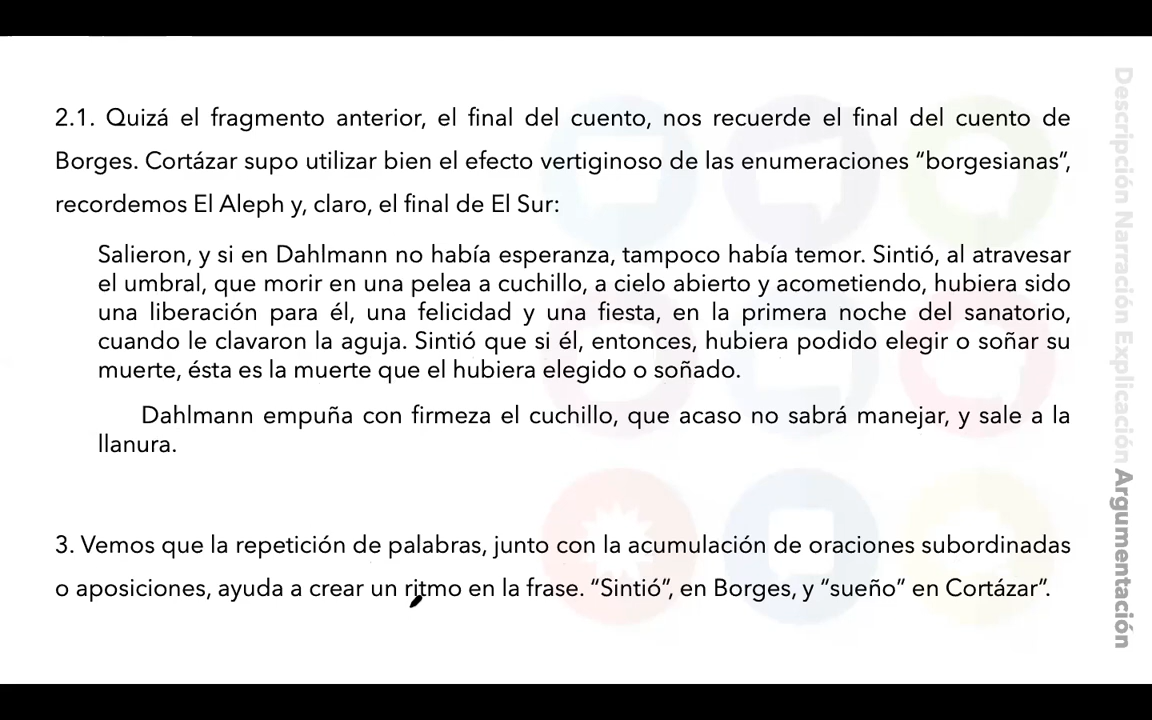 2.1. Quizá el fragmento anterior, el final del cuento, nos recuerde el final del cuento de
Borges. Cortázar supo utilizar bien el efecto vertiginoso de las enumeraciones “borgesianas”,
recordemos El Aleph y, claro, el final de El Sur:
Salieron, y si en Dahlmann no había esperanza, tampoco había temor. Sintió, al atravesar
el umbral, que morir en una pelea a cuchillo, a cielo abierto y acometiendo, hubiera sido
una liberación para él, una felicidad y una fiesta, en la primera noche del sanatorio,
cuando le clavaron la aguja. Sintió que si él, entonces, hubiera podido elegir o soñar su
muerte, ésta es la muerte que el hubiera elegido o soñado.
Dahlmann empuña con firmeza el cuchillo, que acaso no sabrá manejar, y sale a la
llanura.
3. Vemos que la repetición de palabras, junto con la acumulación de oraciones subordinadas
o aposiciones, ayuda a crear un ritmo en la frase. “Sintió”, en Borges, y “sueño” en Cortázar”.
Descripción Narración Explicación Argumentación